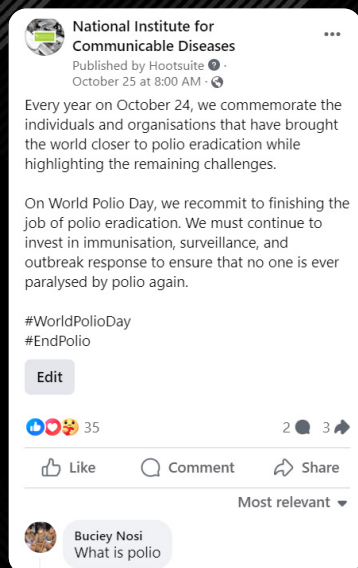 National Institute for
Communicable Diseases
Published by Hootsuite ·
October 25 at 8:00 AM ·
Every year on October 24, we commemorate the
individuals and organisations that have brought
the world closer to polio eradication while
highlighting the remaining challenges.
On World Polio Day, we recommit to finishing the
job of polio eradication. We must continue to
invest in immunisation, surveillance, and
outbreak response to ensure that no one is ever
paralysed by polio again.
#WorldPolioDay
#EndPolio
Edit
35 2 3
Like Comment Share
Most relevant
Buciey Nosi
What is polio